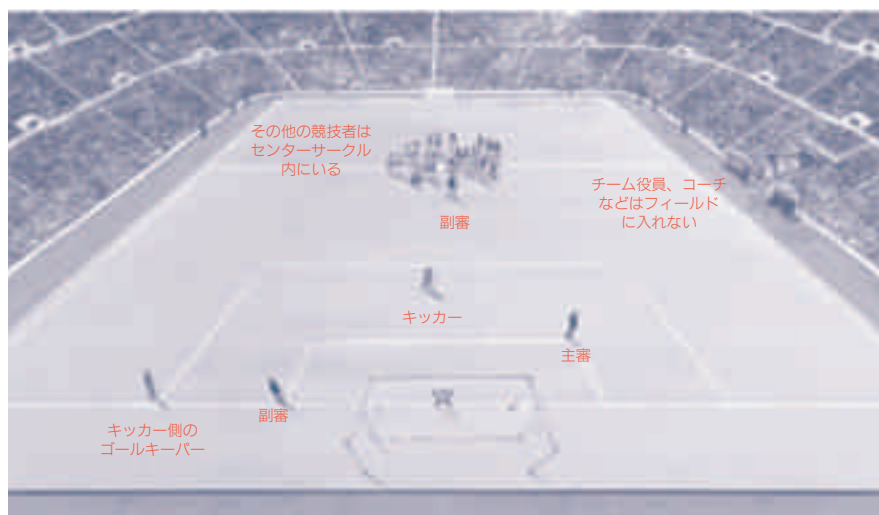 その他の競技者は
センターサークル
内にいる
チーム役員、コーチ
などはフィールド
に入れない
副審
キッカー
主審
副審
キッカー側の
ゴールキーパー